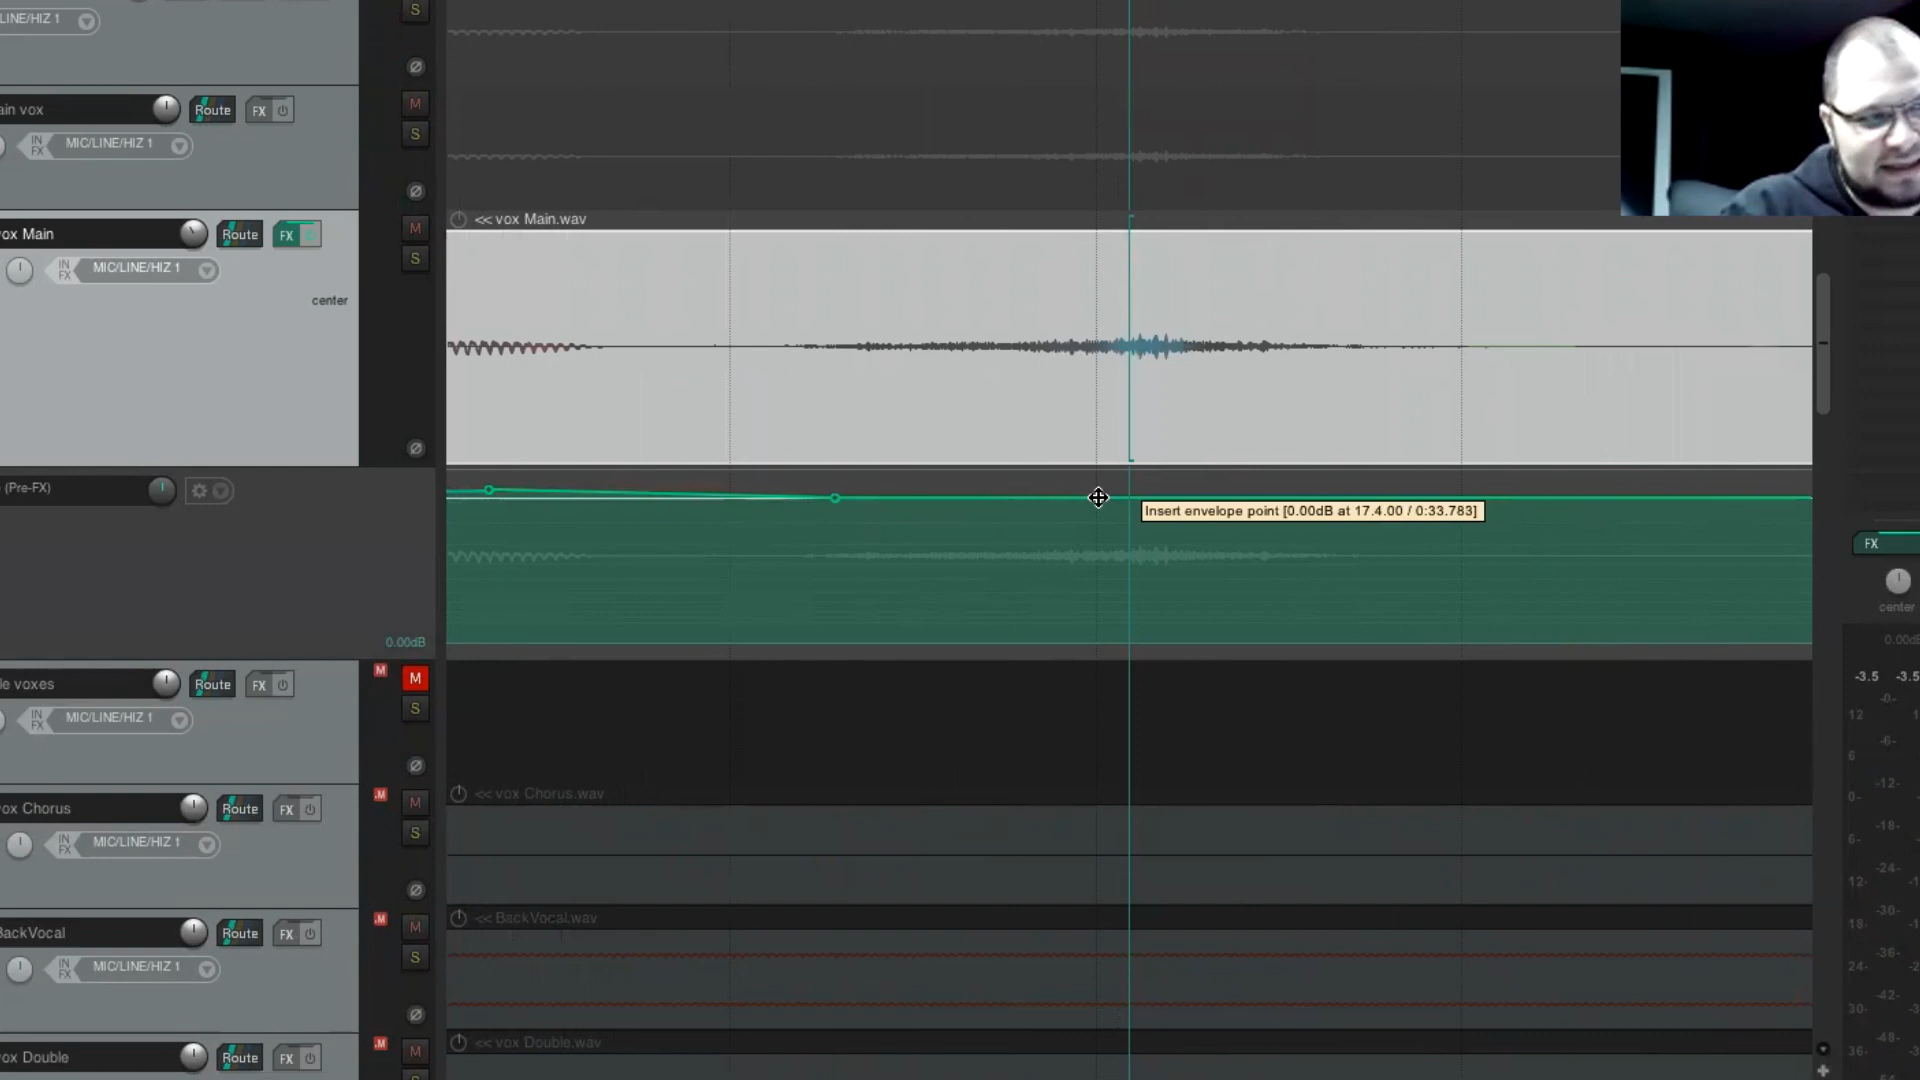 LINE/HIZ 1
S
ain vox
Route
FX
M
IN FX
MIC/LINE/HIZ 1
S
<< vox Main.wav
ox Main
Route
FX
M
S
IN FX
MIC/LINE/HIZ 1
center
(Pre-FX)
Insert envelope point [0.00dB at 17.4.00 / 0:33.783]
FX
center
0.00dB
0.00dB
le voxes
Route
FX
M
M
IN FX
MIC/LINE/HIZ 1
S
-3.5 -3.5
-0-
12
-6-
6
-12-
0-
-18-
6-
-24-
12-
-30-
18-
-36-
24-
-42-
30-
-48-
36-
M
<< vox Chorus.wav
ox Chorus
Route
FX
M
IN FX
MIC/LINE/HIZ 1
S
M
<< BackVocal.wav
BackVocal
Route
FX
M
IN FX
MIC/LINE/HIZ 1
S
M
<< vox Double.wav
ox Double
Route
FX
M